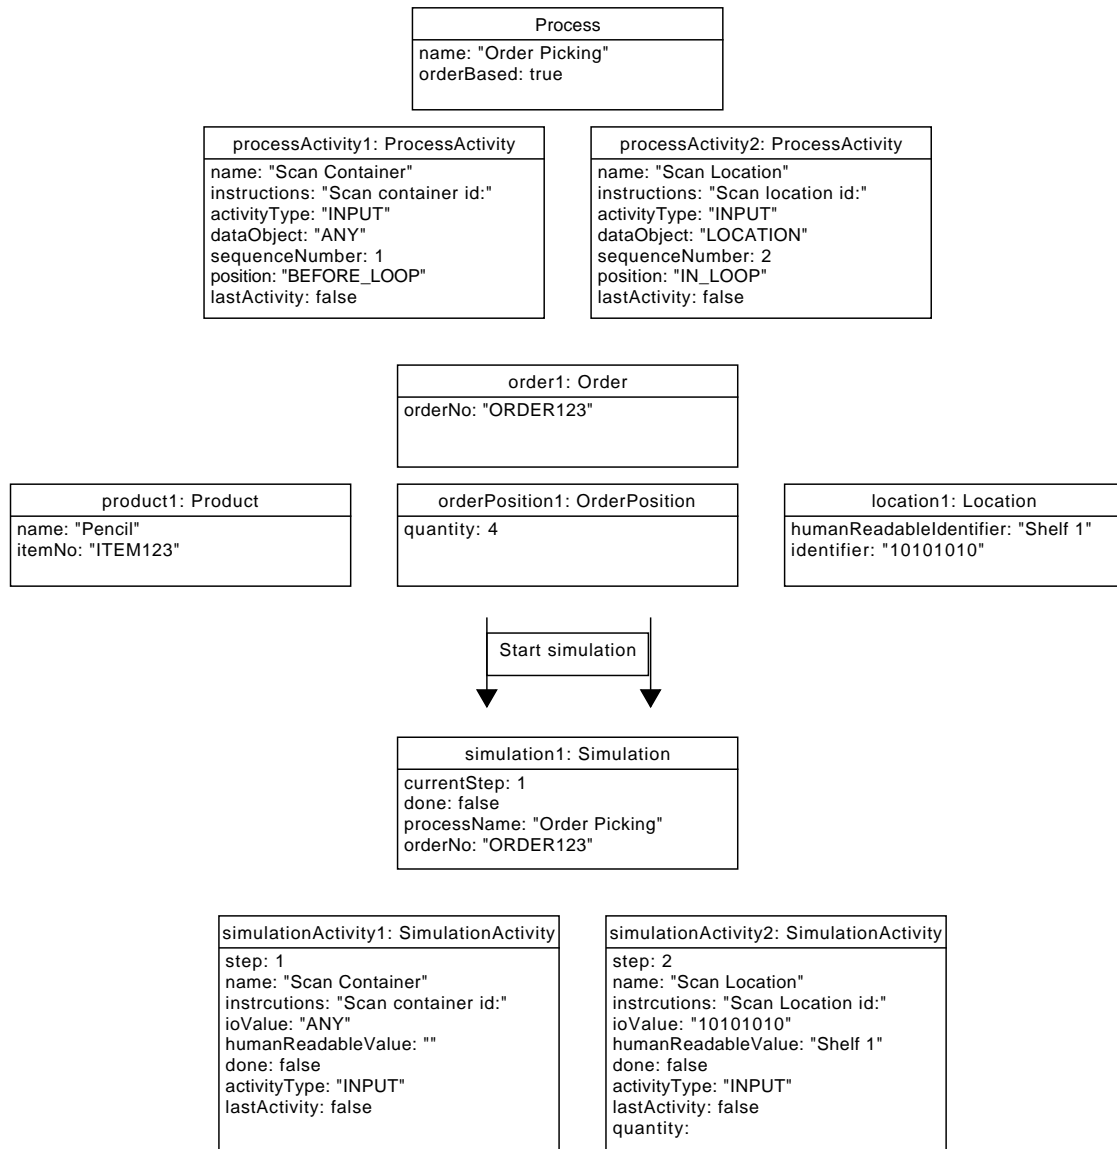 Process
name: "Order Picking"
orderBased: true
processActivity1: ProcessActivity
name: "Scan Container"
instructions: "Scan container id:"
activityType: "INPUT"
dataObject: "ANY"
sequenceNumber: 1
position: "BEFORE_LOOP"
lastActivity: false
processActivity2: ProcessActivity
name: "Scan Location"
instructions: "Scan location id:"
activityType: "INPUT"
dataObject: "LOCATION"
sequenceNumber: 2
position: "IN_LOOP"
lastActivity: false
order1: Order
orderNo: "ORDER123"
product1: Product
name: "Pencil"
itemNo: "ITEM123"
orderPosition1: OrderPosition
quantity: 4
location1: Location
humanReadableIdentifier: "Shelf 1"
identifier: "10101010"
Start simulation
simulation1: Simulation
currentStep: 1
done: false
processName: "Order Picking"
orderNo: "ORDER123"
simulationActivity1: SimulationActivity
step: 1
name: "Scan Container"
instrcutions: "Scan container id:"
ioValue: "ANY"
humanReadableValue: ""
done: false
activityType: "INPUT"
lastActivity: false
simulationActivity2: SimulationActivity
step: 2
name: "Scan Location"
instrcutions: "Scan Location id:"
ioValue: "10101010"
humanReadableValue: "Shelf 1"
done: false
activityType: "INPUT"
lastActivity: false
quantity: